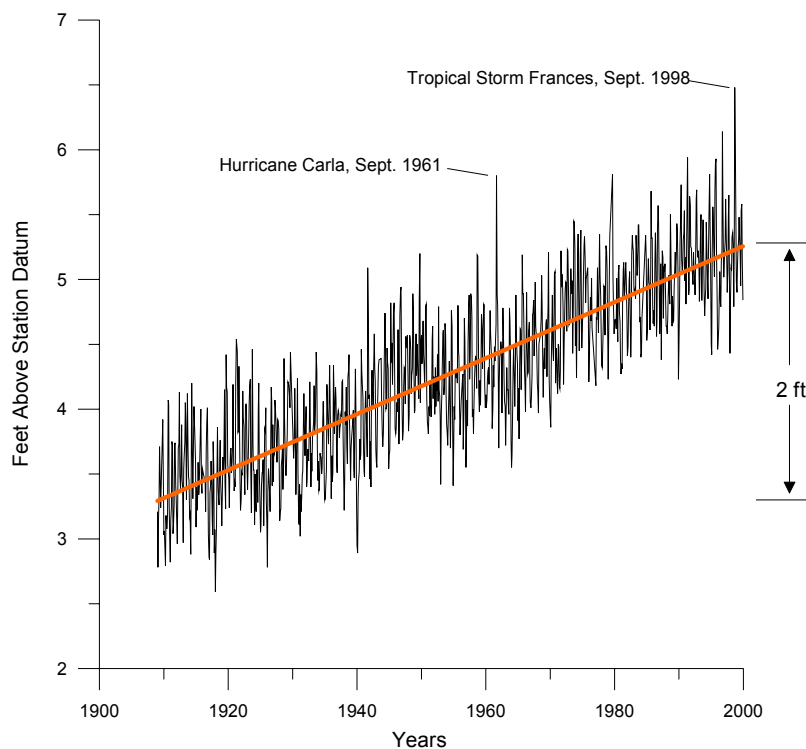 7
Tropical Storm Frances, Sept. 1998
6
Hurricane Carla, Sept. 1961
5
Feet Above Station Datum
2 ft
4
3
2
1900 1920 1940 1960 1980 2000
Years